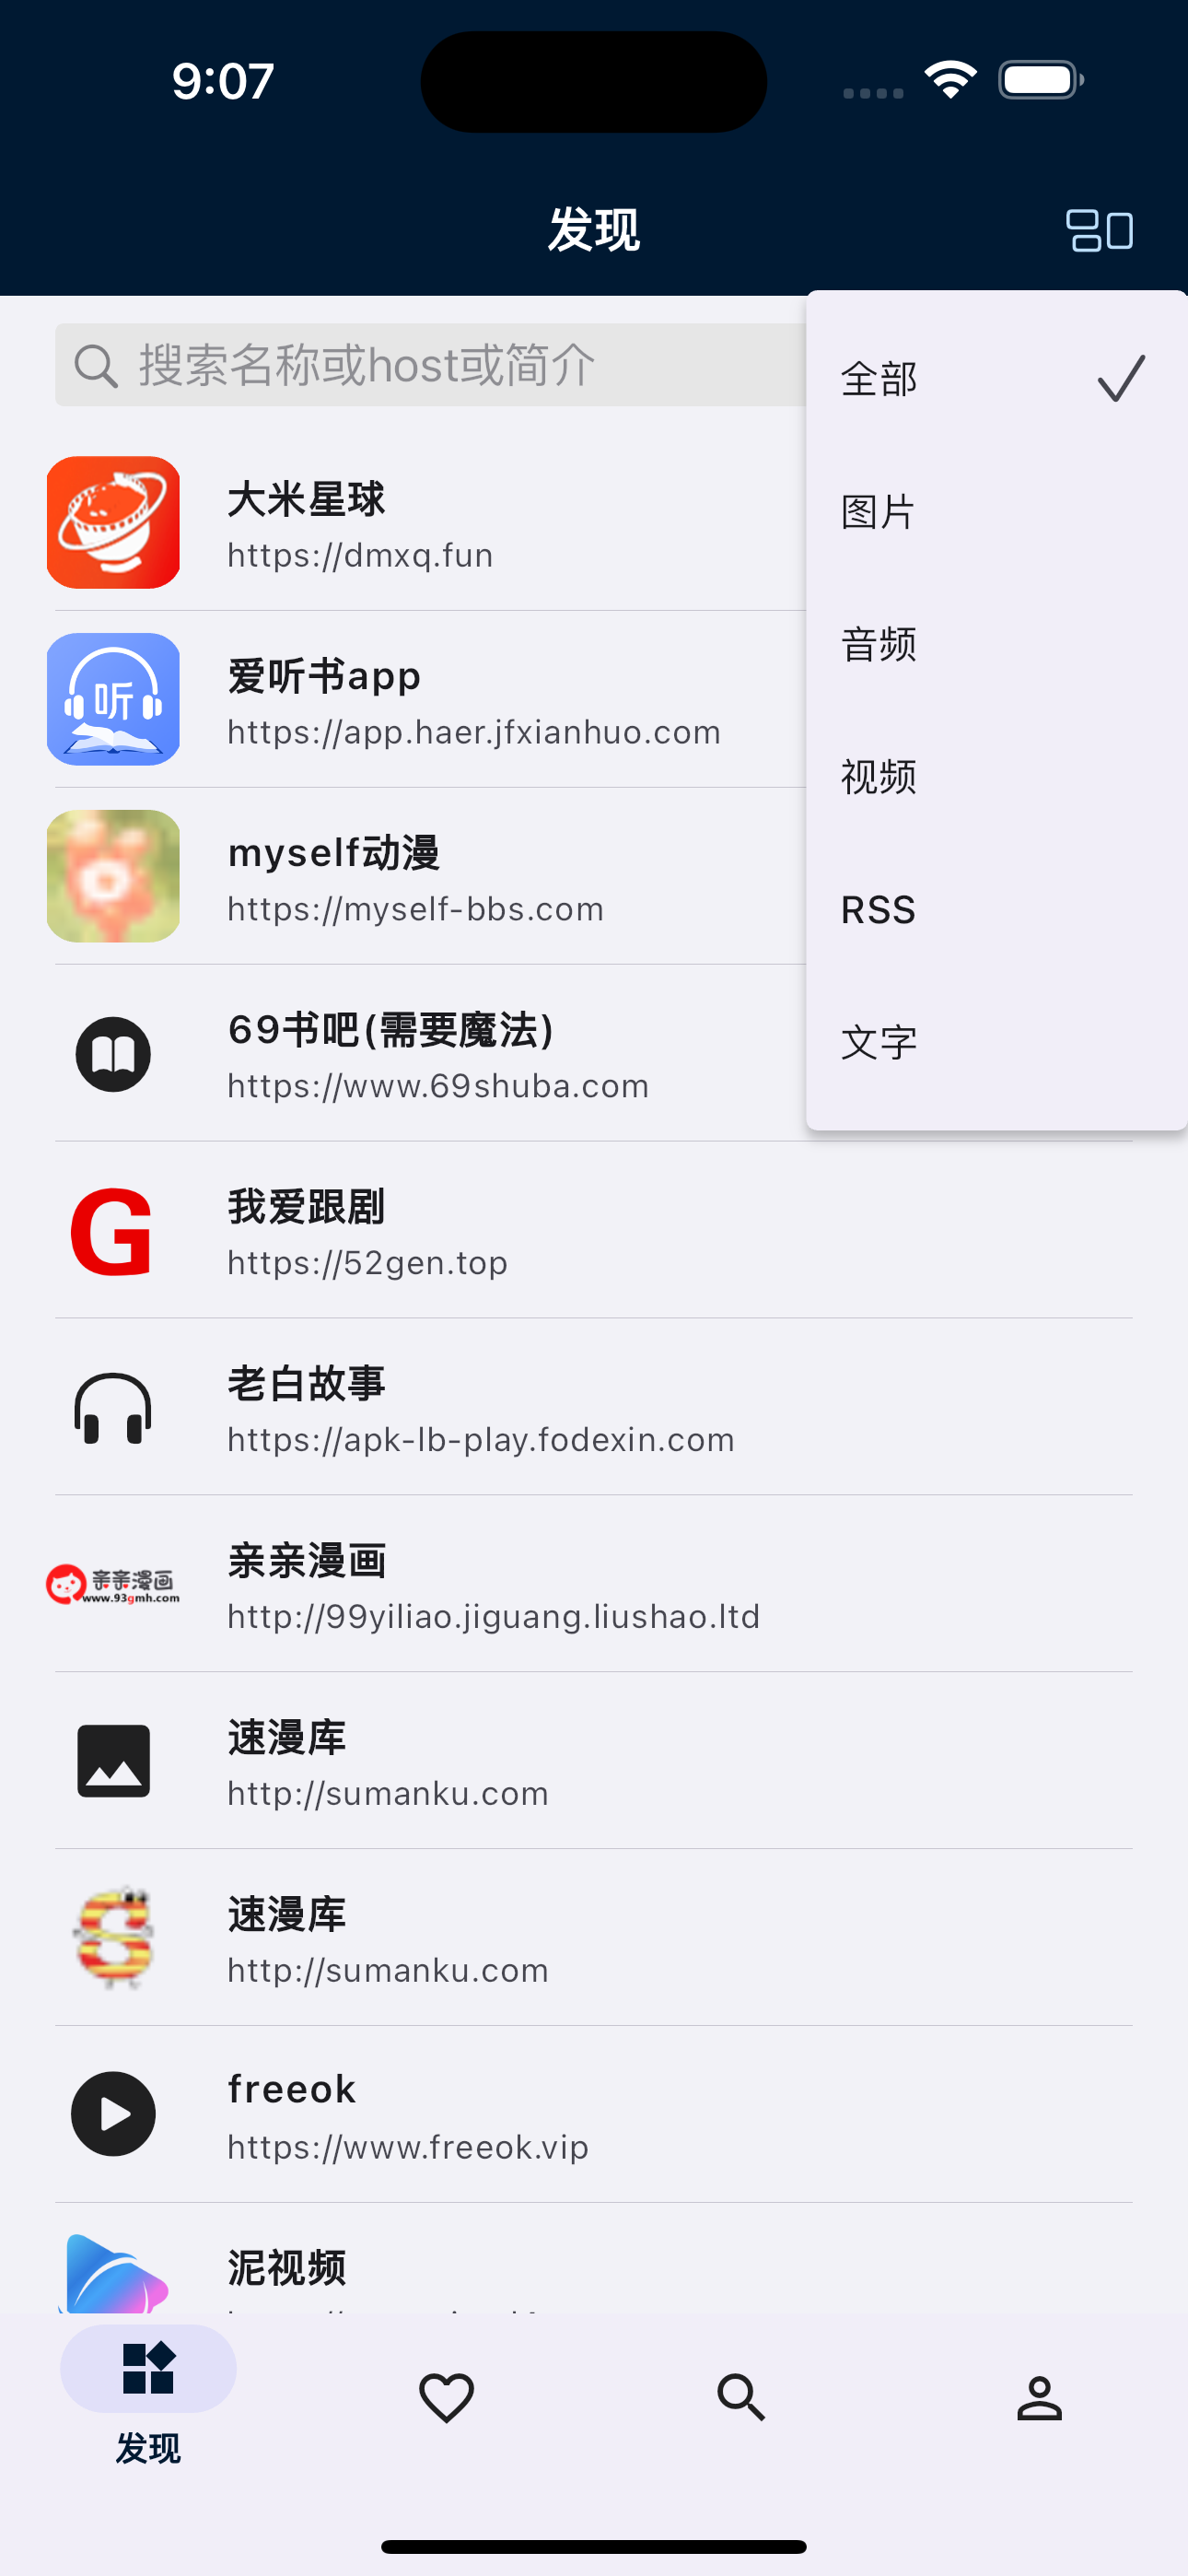 9:07
发现
搜索名称或host或简介
全部
图片
音频
视频
RSS
文字
大米星球
https://dmxq.fun
听
爱听书app
https://app.haer.jfxianhuo.com
myself动漫
https://myself-bbs.com
69书吧(需要魔法)
https://www.69shuba.com
G
我爱跟剧
https://52gen.top
老白故事
https://apk-lb-play.fodexin.com
亲亲漫画
www.93gmh.com
亲亲漫画
http://99yiliao.jiguang.liushao.ltd
速漫库
http://sumanku.com
速漫库
http://sumanku.com
freeok
https://www.freeok.vip
泥视频
发现